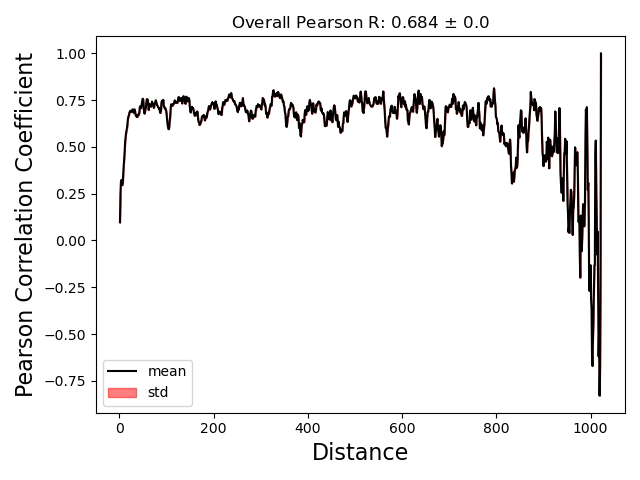 Overall Pearson R: 0.684 ± 0.0
1.00
0.75
0.50
0.25
0.00
−0.25
−0.50
−0.75
Pearson Correlation Coefficient
mean
std
0 200 400 600 800 1000
Distance